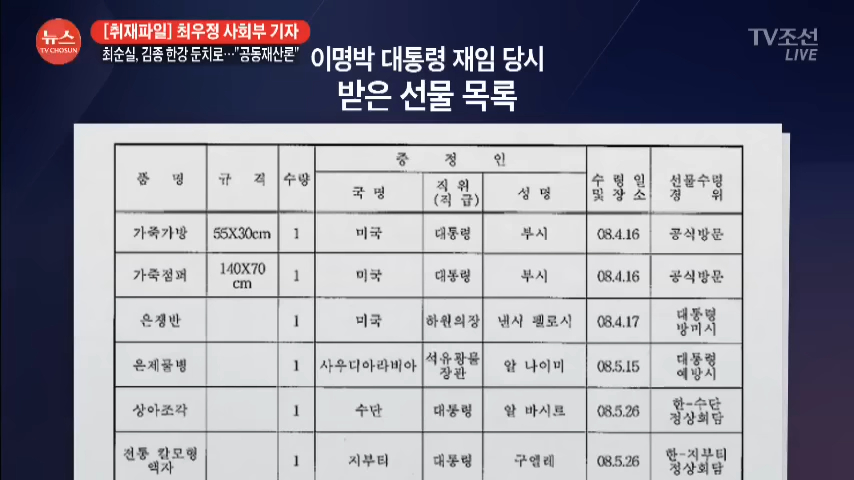 뉴스
TV CHOSUN
[취재파일] 최우정 사회부 기자
최순실, 김종 한강 둔치로…"공동재산론"
TV조선
LIVE
이명박 대통령 재임 당시
받은 선물 목록
품 명 규 격 수량 증 정 인 수 령 일 및 장 소 선물수령 경 위
국 명 직 위 (직 급) 성 명
가죽가방 55X30cm 1 미국 대통령 부시 08.4.16 공식방문
가죽점퍼 140X70 cm 1 미국 대통령 부시 08.4.16 공식방문
은쟁반 1 미국 하원의장 낸시 펠로시 08.4.17 대통령 방미시
은제물병 1 사우디아라비아 석유광물 장관 알 나이미 08.5.15 대통령 예방시
상아조각 1 수단 대통령 알 바시르 08.5.26 한-수단 정상회담
전통 칼모형 액자 1 지부티 대통령 구엘레 08.5.26 한-지부티 정상회담